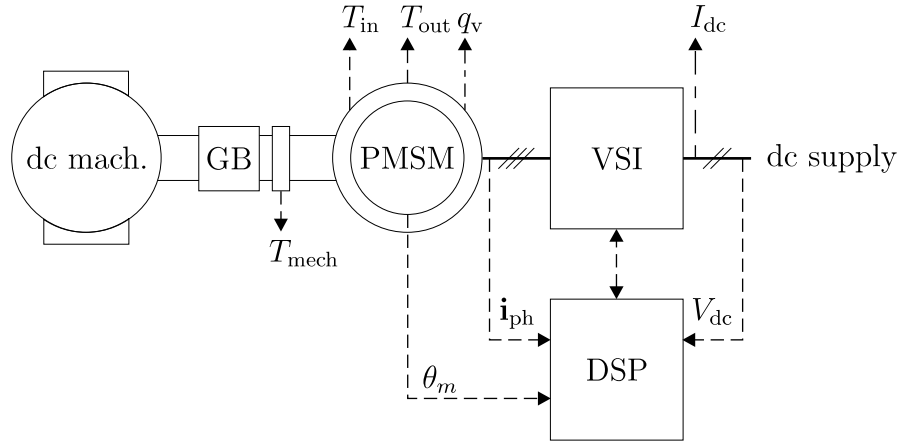 T_in T_out q_v I_dc
dc mach. GB PMSM VSI dc supply
T_mech
i_ph V_dc
DSP
θ_m